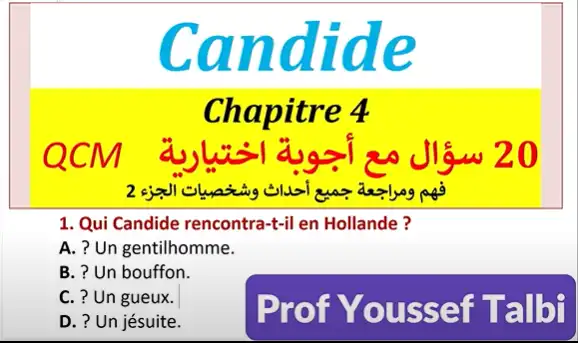 Candide
Chapitre 4
QCM 20 سؤال مع أجوبة اختيارية
فهم ومراجعة جميع أحداث وشخصيات الجزء 2
1. Qui Candide rencontra-t-il en Hollande ?
A. ? Un gentilhomme.
B. ? Un bouffon.
C. ? Un gueux.
D. ? Un jésuite.
Prof Youssef Talbi